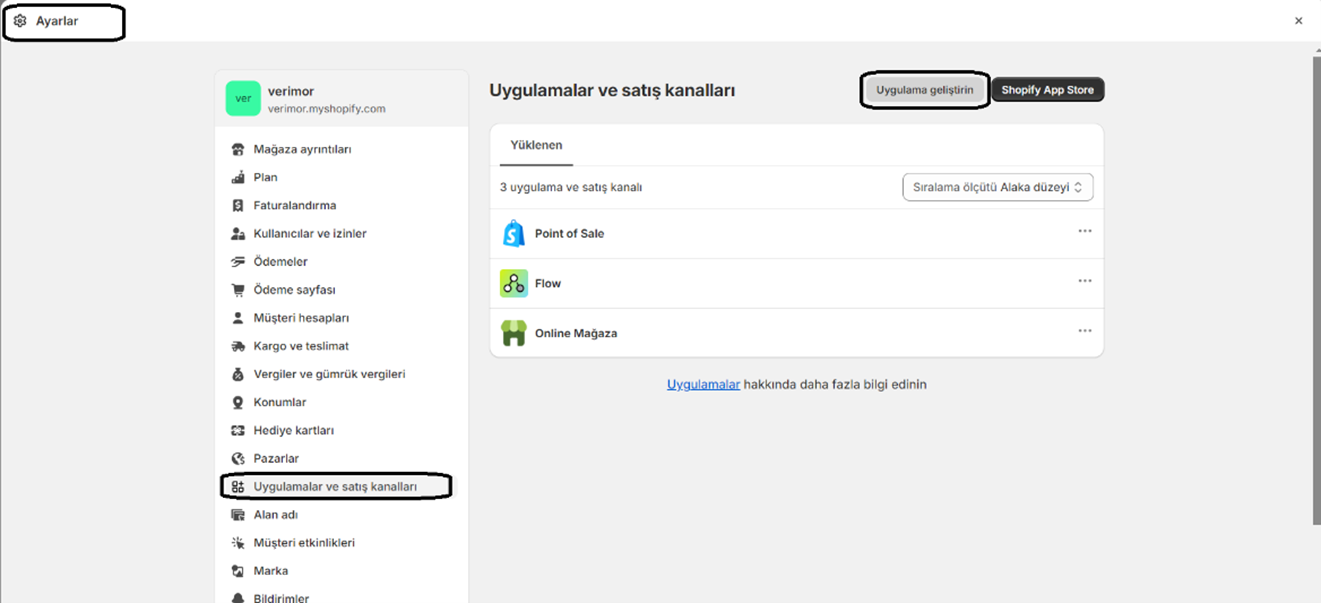 Ayarlar
ver
verimor
verimor.myshopify.com
Mağaza ayrıntıları
Plan
Faturalandırma
Kullanıcılar ve izinler
Ödemeler
Ödeme sayfası
Müşteri hesapları
Kargo ve teslimat
Vergiler ve gümrük vergileri
Konumlar
Hediye kartları
Pazarlar
Uygulamalar ve satış kanalları
Alan adı
Müşteri etkinlikleri
Marka
Bildirimler
Uygulamalar ve satış kanalları
Uygulama geliştirin
Shopify App Store
Yüklenen
3 uygulama ve satış kanalı
Sıralama ölçütü Alaka düzeyi
Point of Sale
Flow
Online Mağaza
Uygulamalar hakkında daha fazla bilgi edinin